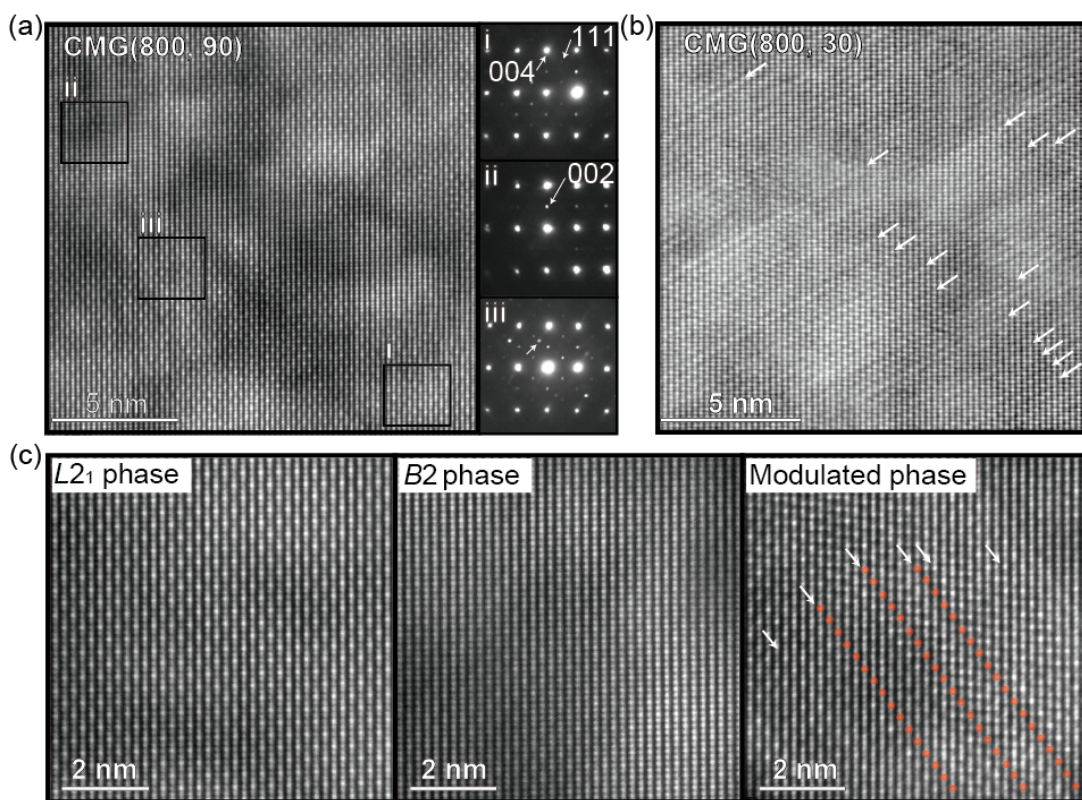 (a)
CMG(800, 90)
ii
iii
i
5 nm
i
111
004
ii
002
iii
(b)
CMG(800, 30)
5 nm
(c)
L2₁ phase
2 nm
B2 phase
2 nm
Modulated phase
2 nm